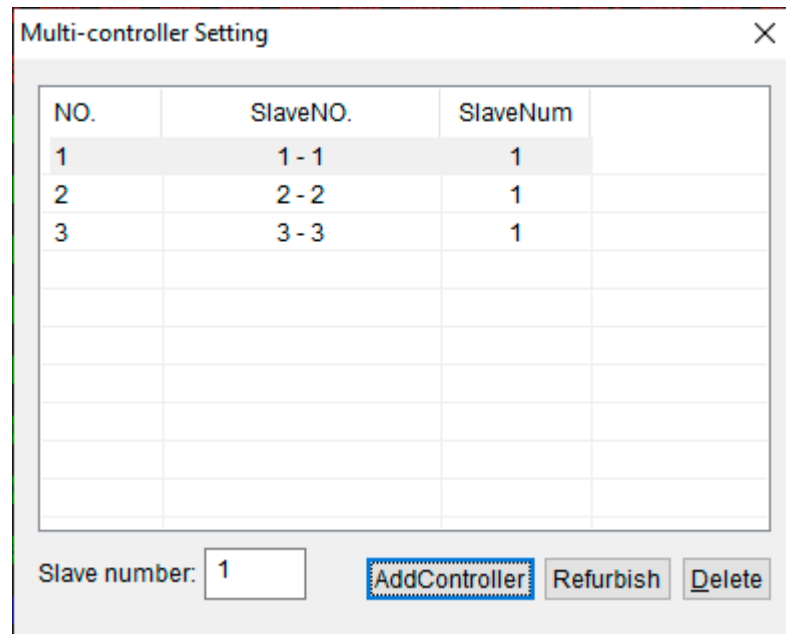 Multi-controller Setting
NO. SlaveNO. SlaveNum
1 1 - 1 1
2 2 - 2 1
3 3 - 3 1
Slave number: 1 AddController Refurbish Delete